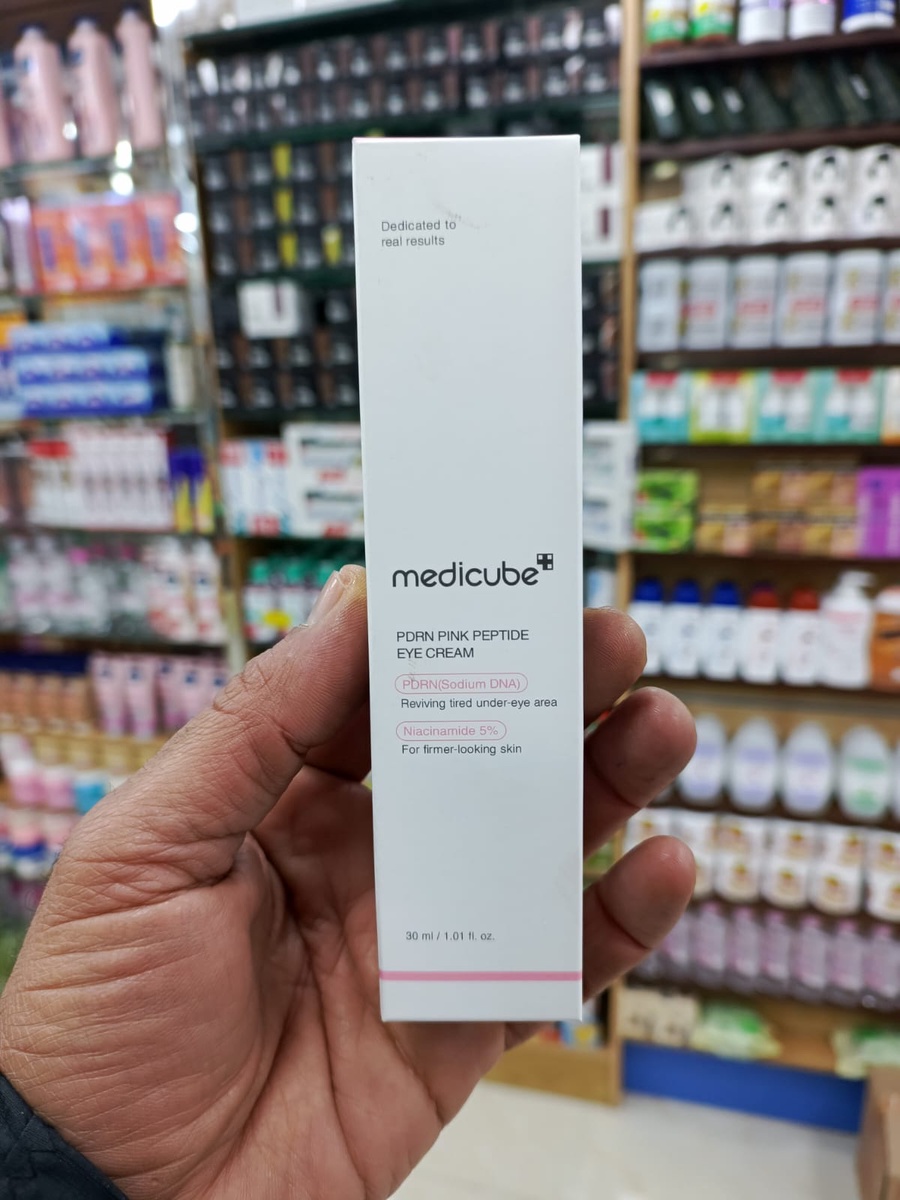 Dedicated to
real results
medicube
PDRN PINK PEPTIDE
EYE CREAM
PDRN(Sodium DNA)
Reviving tired under-eye area
Niacinamide 5%
For firmer-looking skin
30 ml / 1.01 fl. oz.